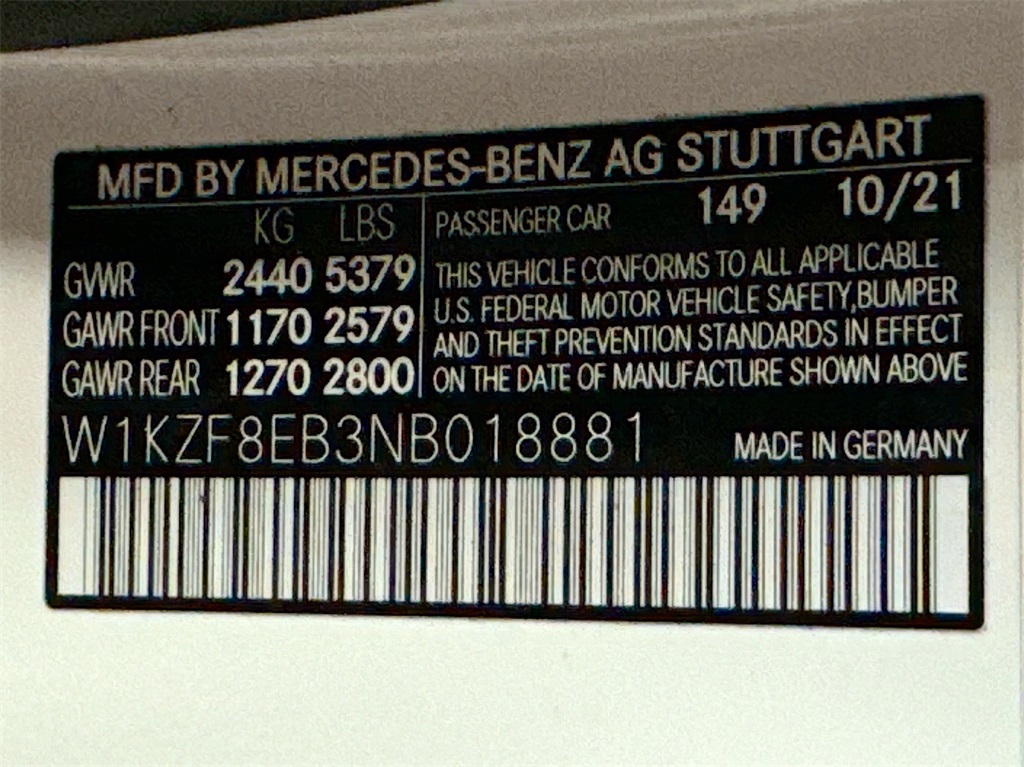 MFD BY MERCEDES-BENZ AG STUTTGART
KG LBS
GVWR 2440 5379
GAWR FRONT 1170 2579
GAWR REAR 1270 2800
PASSENGER CAR 149 10/21
THIS VEHICLE CONFORMS TO ALL APPLICABLE
U.S. FEDERAL MOTOR VEHICLE SAFETY,BUMPER
AND THEFT PREVENTION STANDARDS IN EFFECT
ON THE DATE OF MANUFACTURE SHOWN ABOVE
W1KZF8EB3NB018881 MADE IN GERMANY